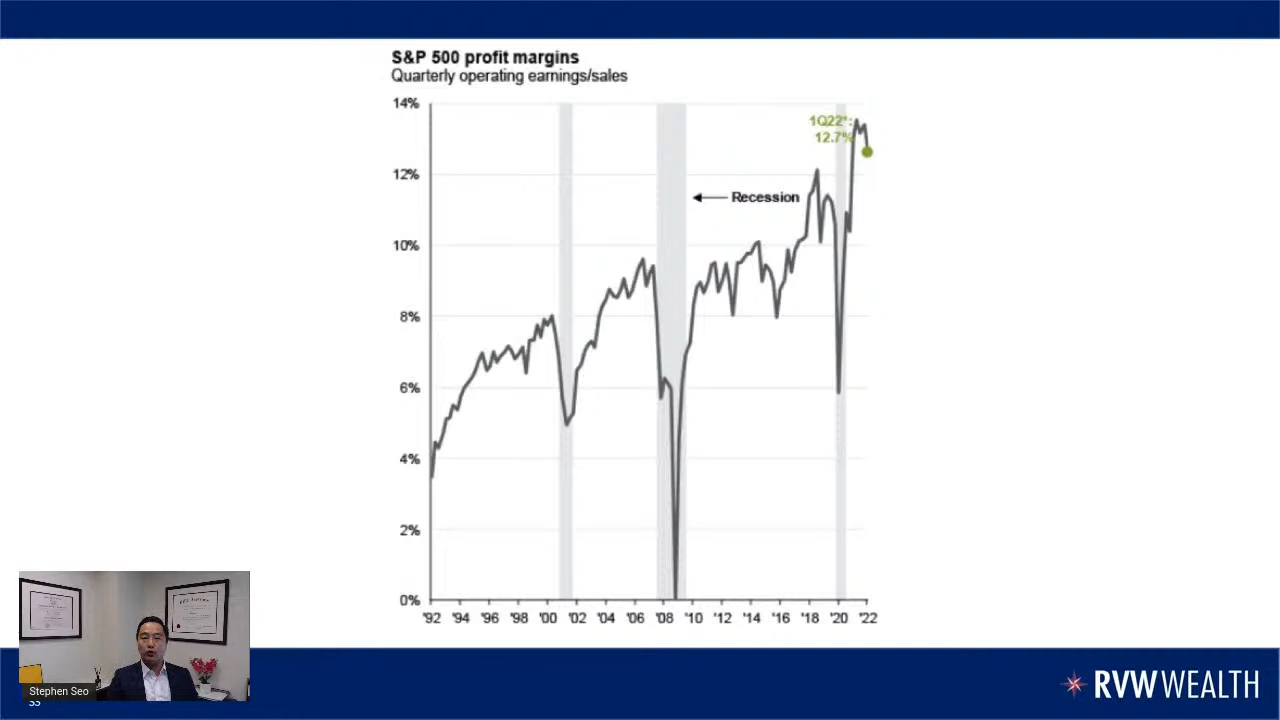 S&P 500 profit margins
Quarterly operating earnings/sales
14%
12%
10%
8%
6%
4%
2%
0%
1Q22*:
12.7%
Recession
'92 '94 '96 '98 '00 '02 '04 '06 '08 '10 '12 '14 '16 '18 '20 '22
Stephen Seo
33
RVW WEALTH